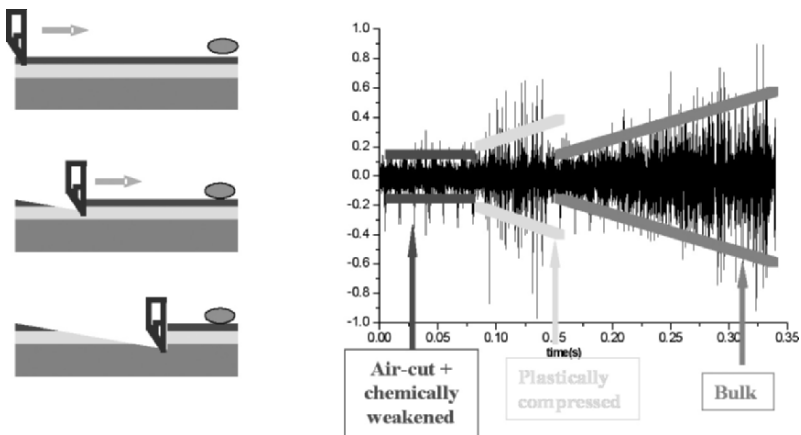 1.0
0.8
0.6
0.4
0.2
0.0
-0.2
-0.4
-0.6
-0.8
-1.0
0.00 0.05 0.10 0.15 0.20 0.25 0.30 0.35
time(s)
Air-cut +
chemically
weakened
Plastically
compressed
Bulk